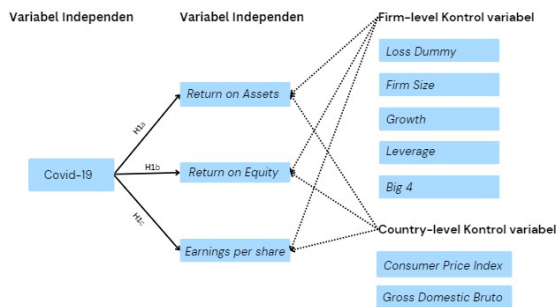 Variabel Independen
Variabel Independen
Firm-level Kontrol variabel
Loss Dummy
Return on Assets
Firm Size
H1a
Growth
Covid-19
H1b
Return on Equity
Leverage
Big 4
H1c
Country-level Kontrol variabel
Earnings per share
Consumer Price Index
Gross Domestic Bruto